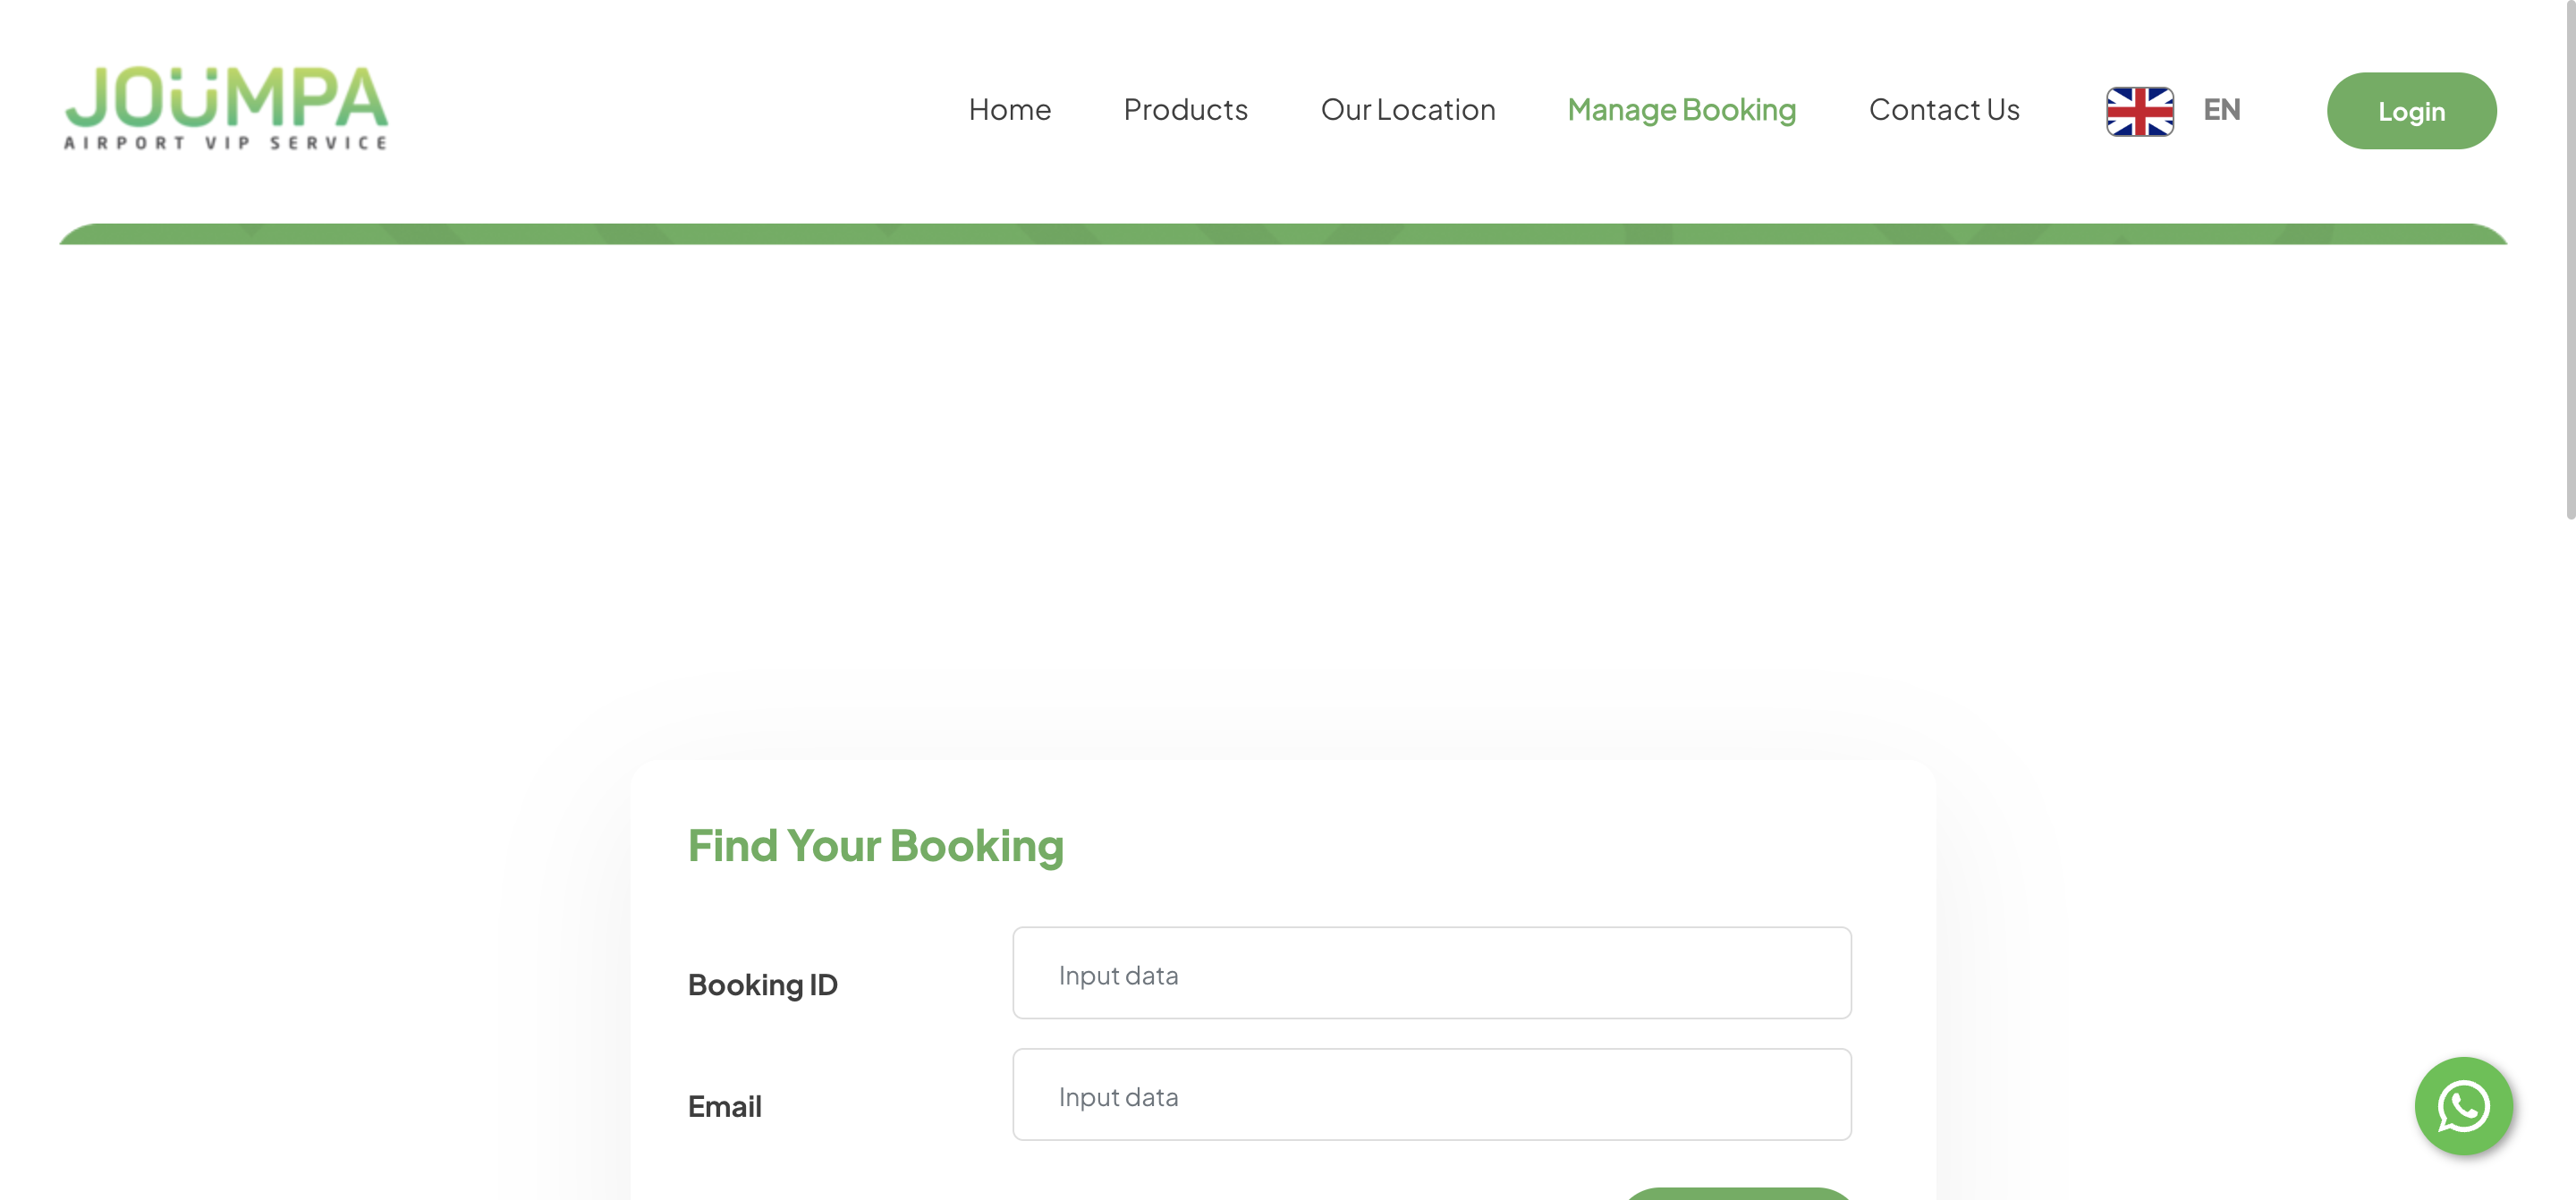 JOÜMPA
AIRPORT VIP SERVICE
Home Products Our Location Manage Booking Contact Us EN Login
Find Your Booking
Booking ID Input data
Email Input data